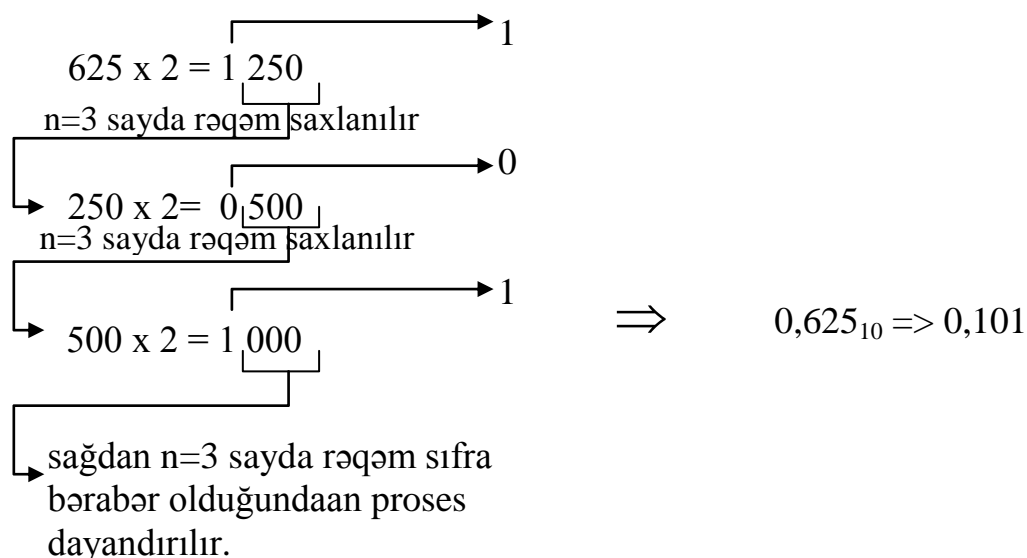 1
625 x 2 = 1 250
n=3 sayda rəqəm saxlanılır
0
250 x 2= 0 500
n=3 sayda rəqəm saxlanılır
1
500 x 2 = 1 000
⇒ 0,625₁₀ => 0,101
sağdan n=3 sayda rəqəm sıfra
bərabər olduğundaan proses
dayandırılır.